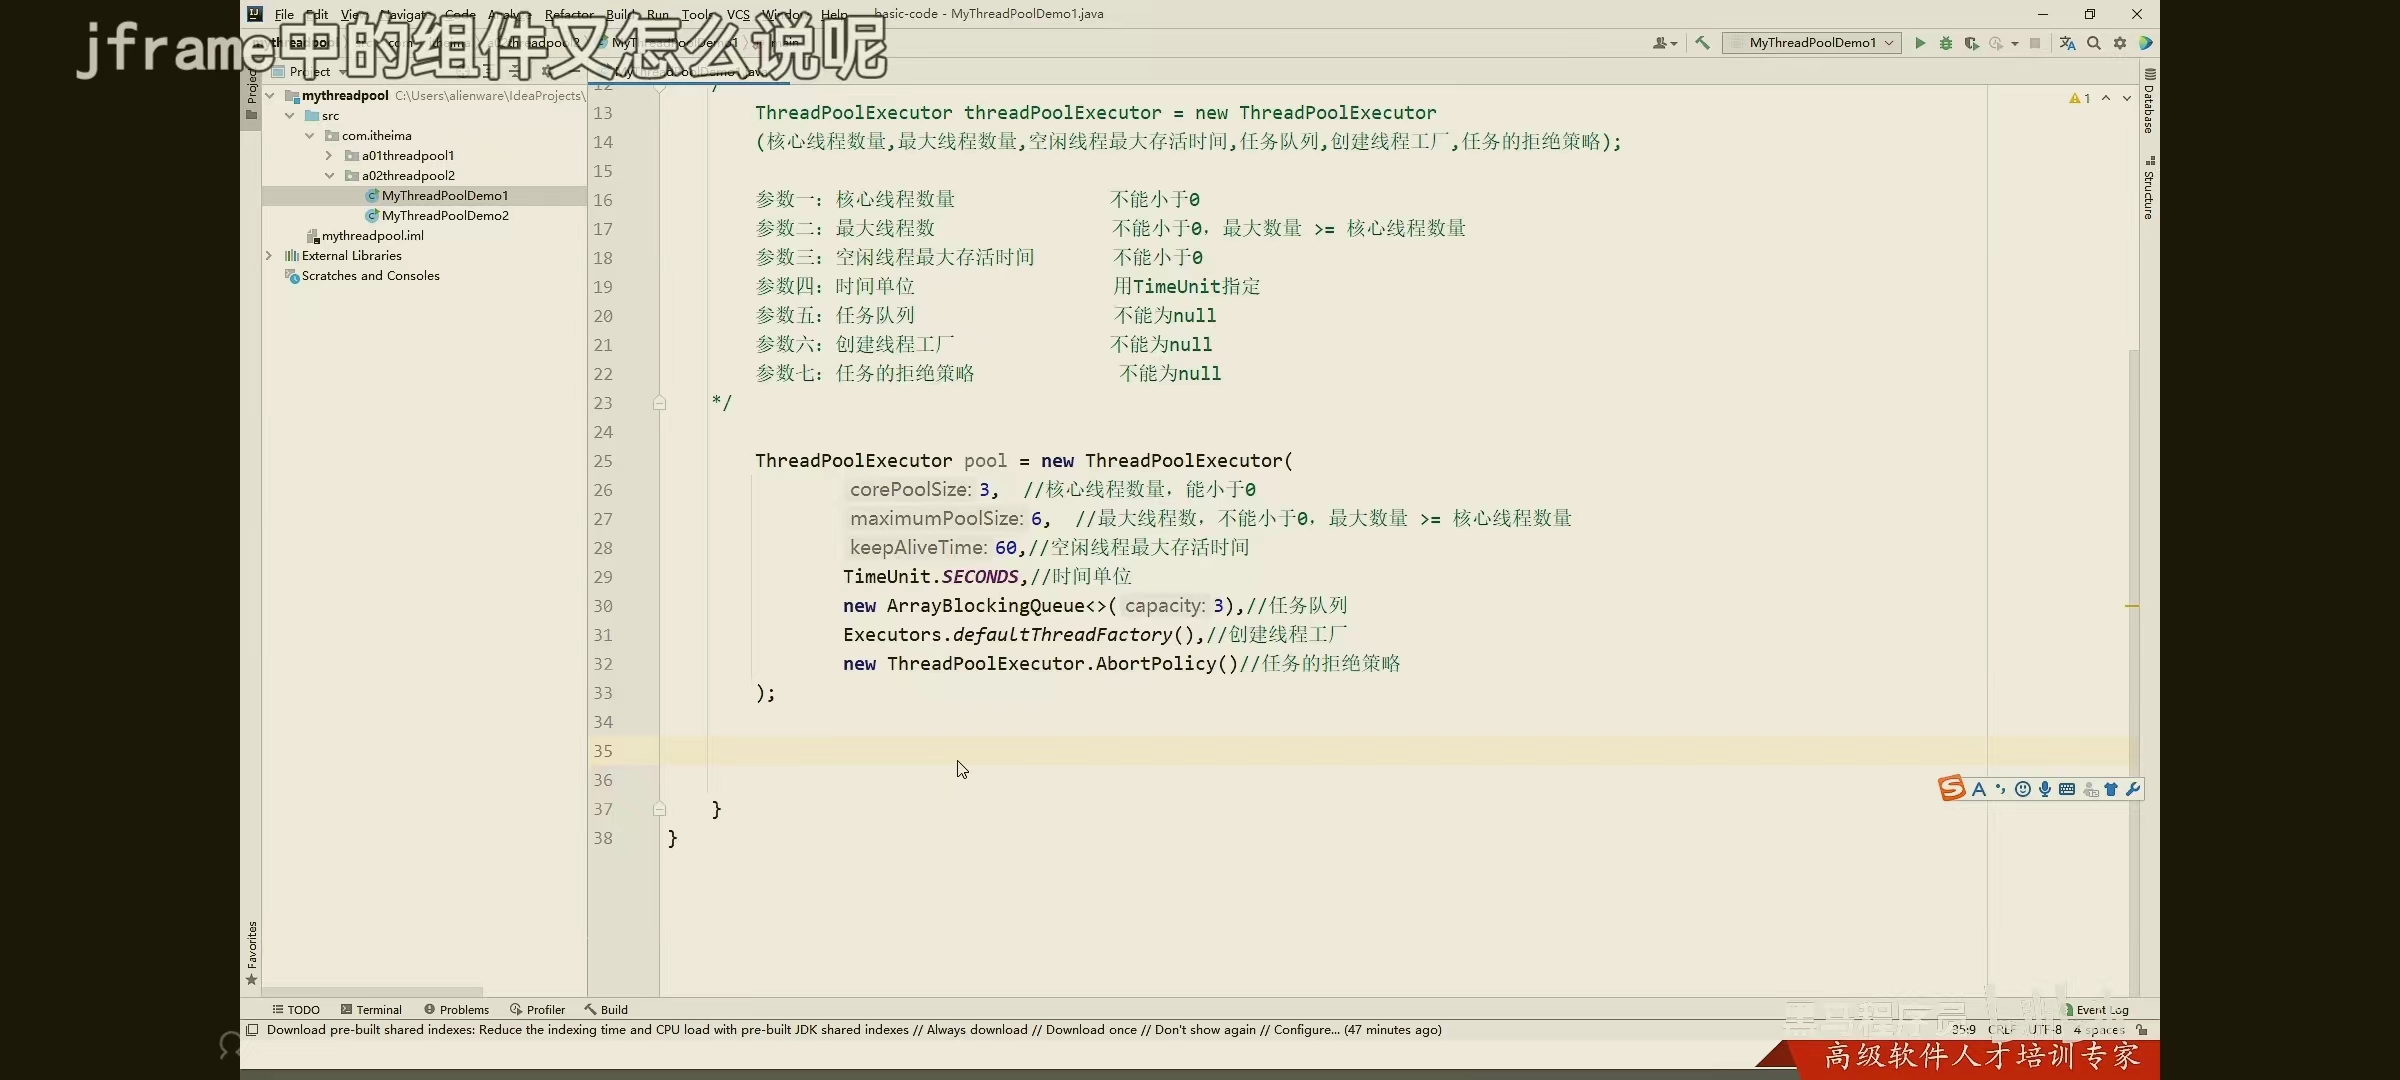 jframe中的组件又怎么说呢
File Edit View Navigate Code Analyze Refactor Build Run Tools VCS Window Help basic-code - MyThreadPoolDemo1.java
MyThreadPoolDemo1
Project
mythreadpool C:\Users\alienware\IdeaProjects\
src
com.itheima
a01threadpool1
a02threadpool2
MyThreadPoolDemo1
MyThreadPoolDemo2
mythreadpool.iml
External Libraries
Scratches and Consoles
Project
Favorites
Database
Structure
1
12
13 ThreadPoolExecutor threadPoolExecutor = new ThreadPoolExecutor
14 (核心线程数量,最大线程数量,空闲线程最大存活时间,任务队列,创建线程工厂,任务的拒绝策略);
15
16 参数一：核心线程数量 不能小于0
17 参数二：最大线程数 不能小于0，最大数量 >= 核心线程数量
18 参数三：空闲线程最大存活时间 不能小于0
19 参数四：时间单位 用TimeUnit指定
20 参数五：任务队列 不能为null
21 参数六：创建线程工厂 不能为null
22 参数七：任务的拒绝策略 不能为null
23 */
24
25 ThreadPoolExecutor pool = new ThreadPoolExecutor(
26 corePoolSize: 3, //核心线程数量，能小于0
27 maximumPoolSize: 6, //最大线程数，不能小于0，最大数量 >= 核心线程数量
28 keepAliveTime: 60,//空闲线程最大存活时间
29 TimeUnit.SECONDS,//时间单位
30 new ArrayBlockingQueue<>( capacity: 3),//任务队列
31 Executors.defaultThreadFactory(),//创建线程工厂
32 new ThreadPoolExecutor.AbortPolicy()//任务的拒绝策略
33 );
34
35
36
37 }
38 }
TODO Terminal Problems Profiler Build Event Log
Download pre-built shared indexes: Reduce the indexing time and CPU load with pre-built JDK shared indexes // Always download // Download once // Don't show again // Configure... (47 minutes ago)
35:9 CRLF UTF-8 4 spaces
黑马程序员
高级软件人才培训专家